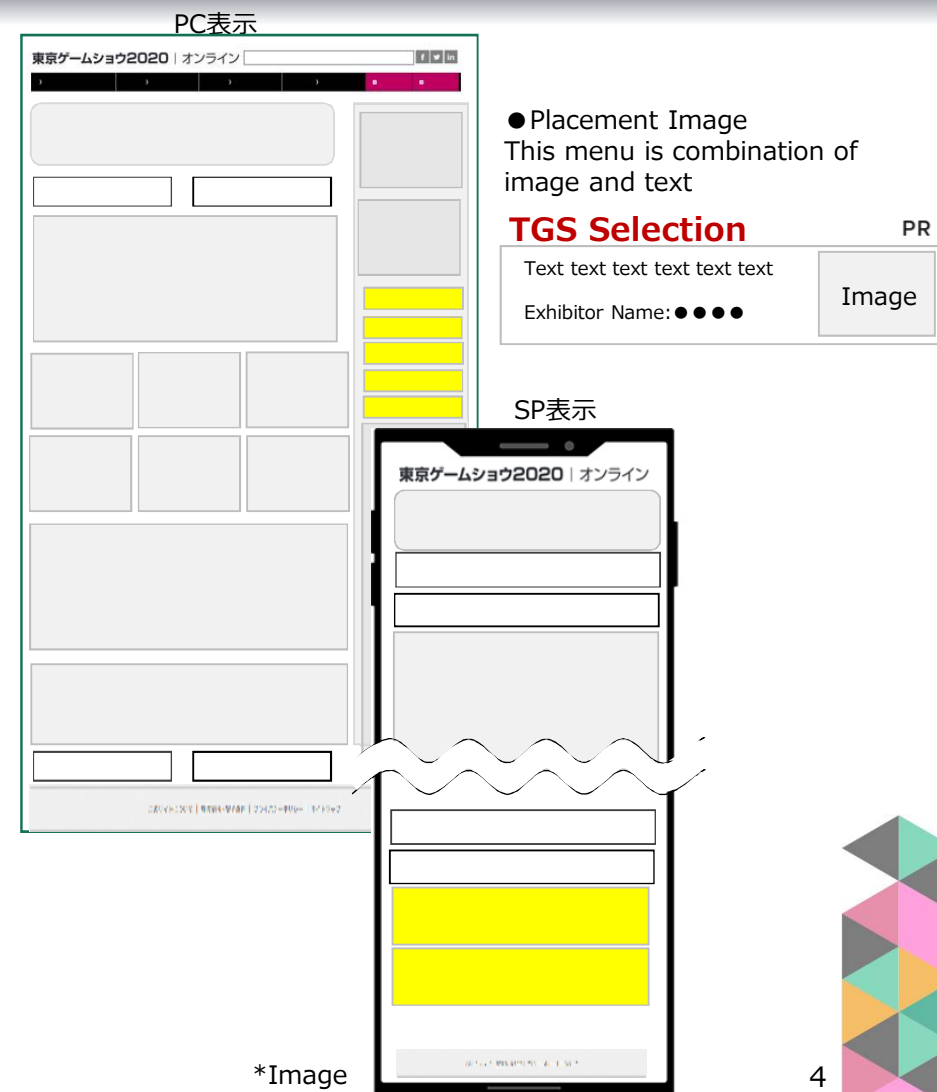 PC表示
東京ゲームショウ2020｜オンライン
●Placement Image
This menu is combination of
image and text
TGS Selection
PR
Text text text text text text
Exhibitor Name:●●●●
Image
SP表示
東京ゲームショウ2020｜オンライン
*Image
4